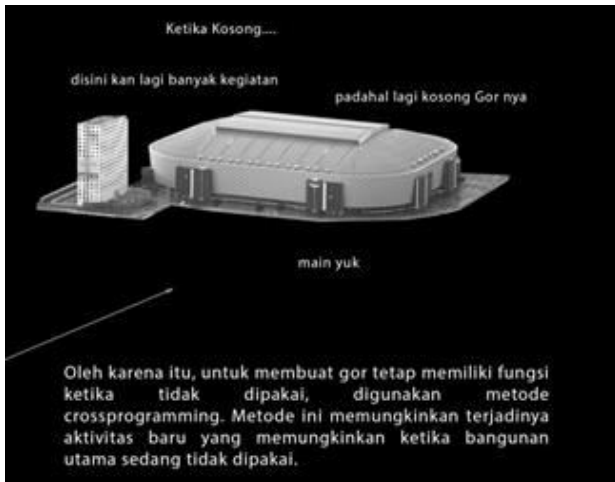 Ketika Kosong....
disini kan lagi banyak kegiatan
padahal lagi kosong Gor nya
main yuk
Oleh karena itu, untuk membuat gor tetap memiliki fungsi
ketika tidak dipakai, digunakan metode
crossprogramming. Metode ini memungkinkan terjadinya
aktivitas baru yang memungkinkan ketika bangunan
utama sedang tidak dipakai.